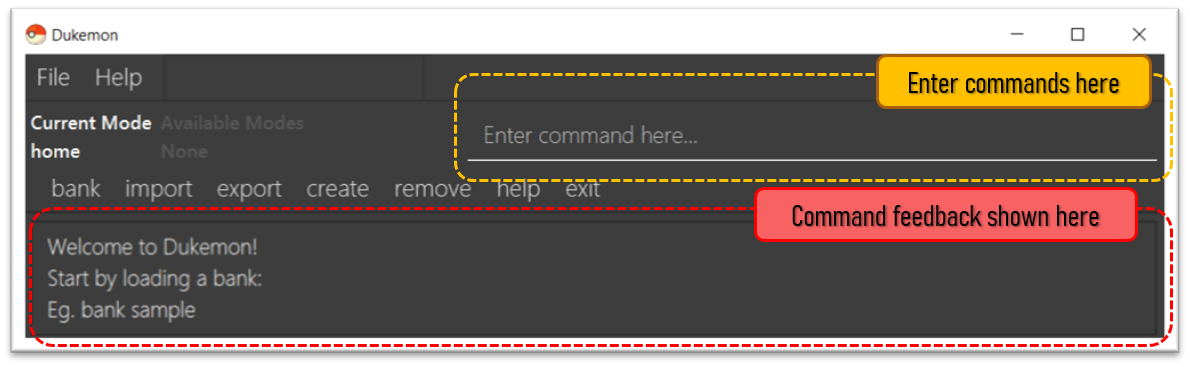 Dukemon
File Help
Enter commands here
Current Mode Available Modes
Enter command here...
home None
bank import export create remove help exit
Command feedback shown here
Welcome to Dukemon!
Start by loading a bank:
Eg. bank sample